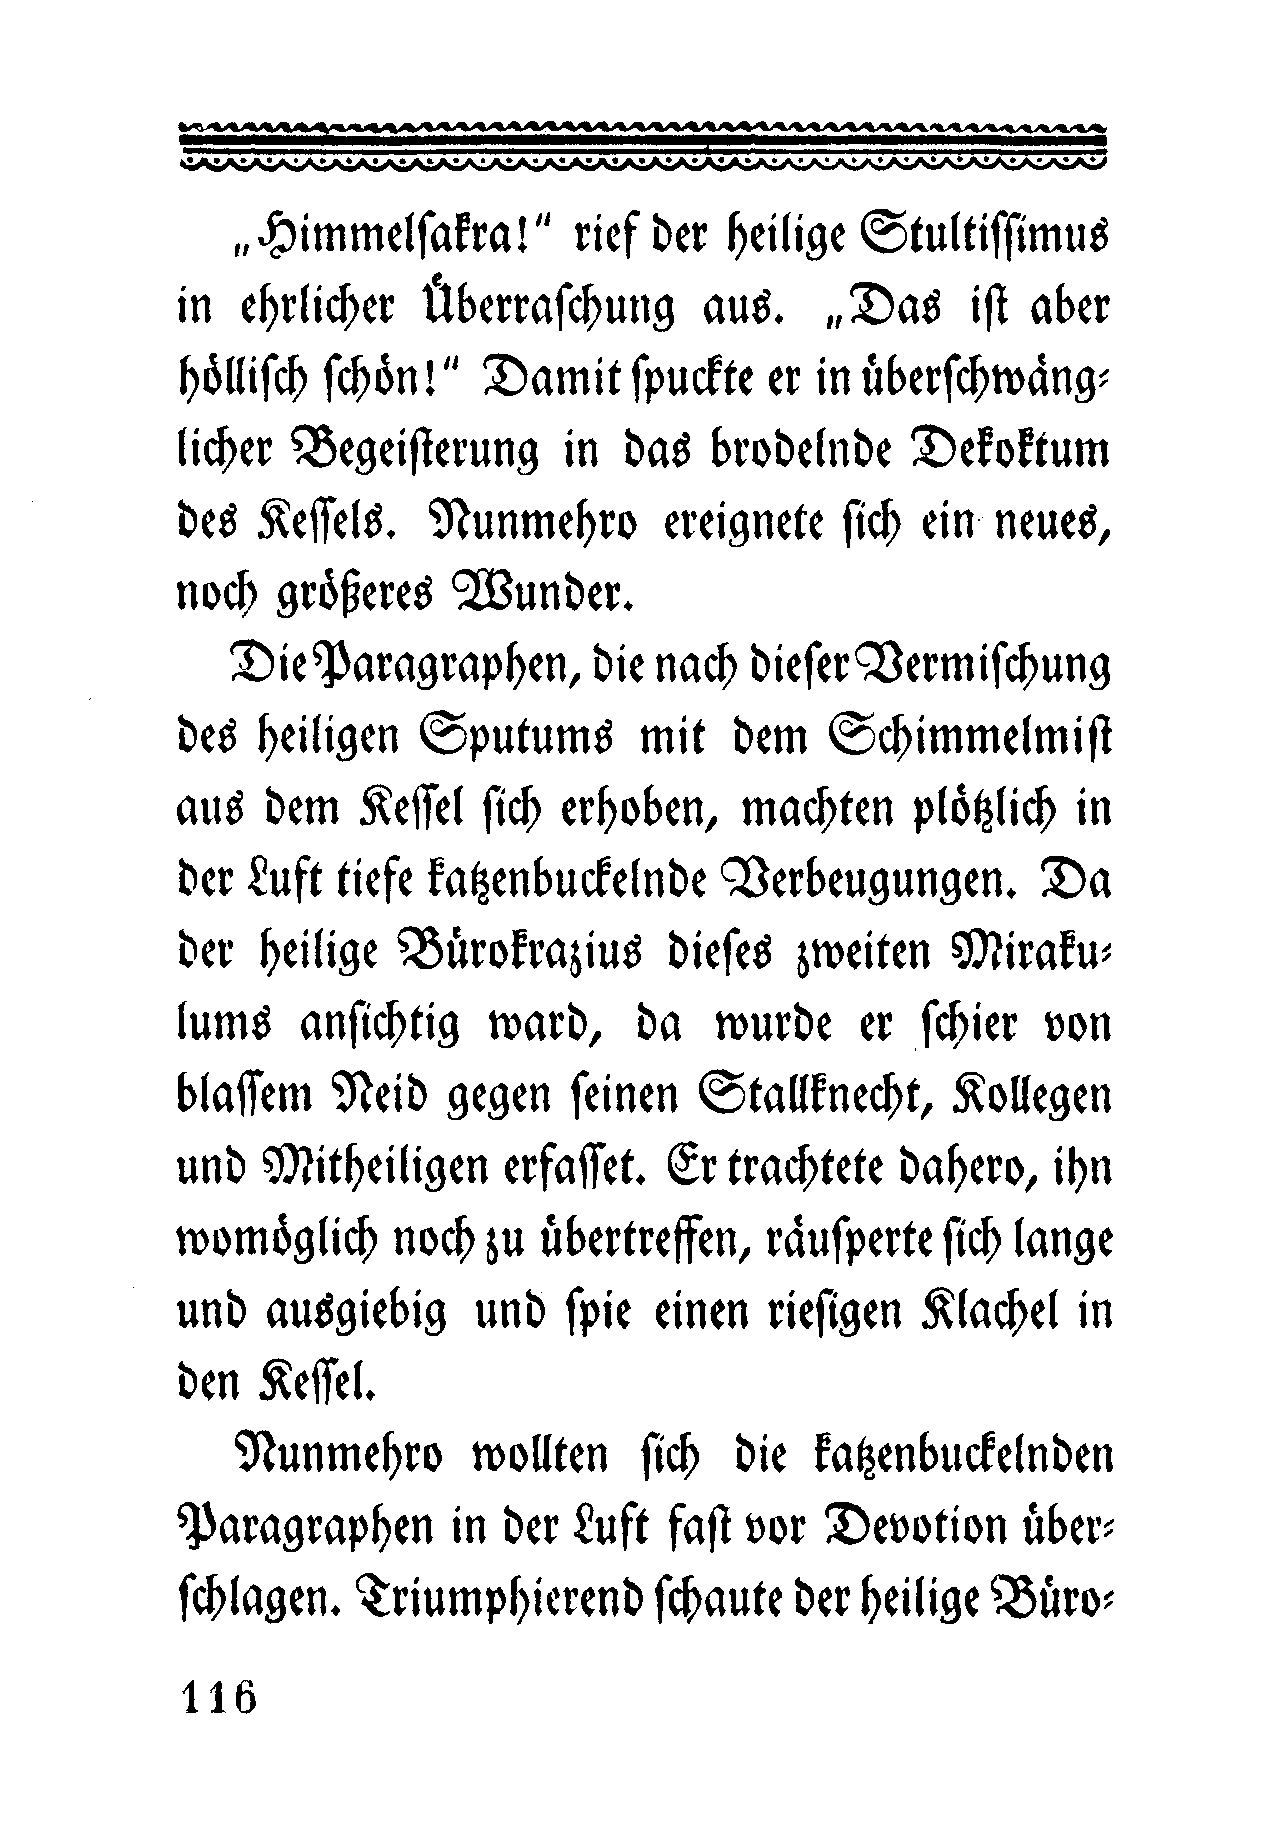 „Himmelſakra!“ rief der heilige Stultiſſimus
in ehrlicher Überraſchung aus. „Das iſt aber
hölliſch ſchön!“ Damit ſpuckte er in überſchwäng⸗
licher Begeiſterung in das brodelnde Dekoktum
des Keſſels. Nunmehro ereignete ſich ein neues,
noch größeres Wunder.
Die Paragraphen, die nach dieſer Vermiſchung
des heiligen Sputums mit dem Schimmelmiſt
aus dem Keſſel ſich erhoben, machten plötzlich in
der Luft tiefe katzenbuckelnde Verbeugungen. Da
der heilige Bürokrazius dieſes zweiten Miraku⸗
lums anſichtig ward, da wurde er ſchier von
blaſſem Neid gegen ſeinen Stallknecht, Kollegen
und Mitheiligen erfaſſet. Er trachtete dahero, ihn
womöglich noch zu übertreffen, räuſperte ſich lange
und ausgiebig und ſpie einen rieſigen Klachel in
den Keſſel.
Nunmehro wollten ſich die katzenbuckelnden
Paragraphen in der Luft faſt vor Devotion über⸗
ſchlagen. Triumphierend ſchaute der heilige Büro⸗
116